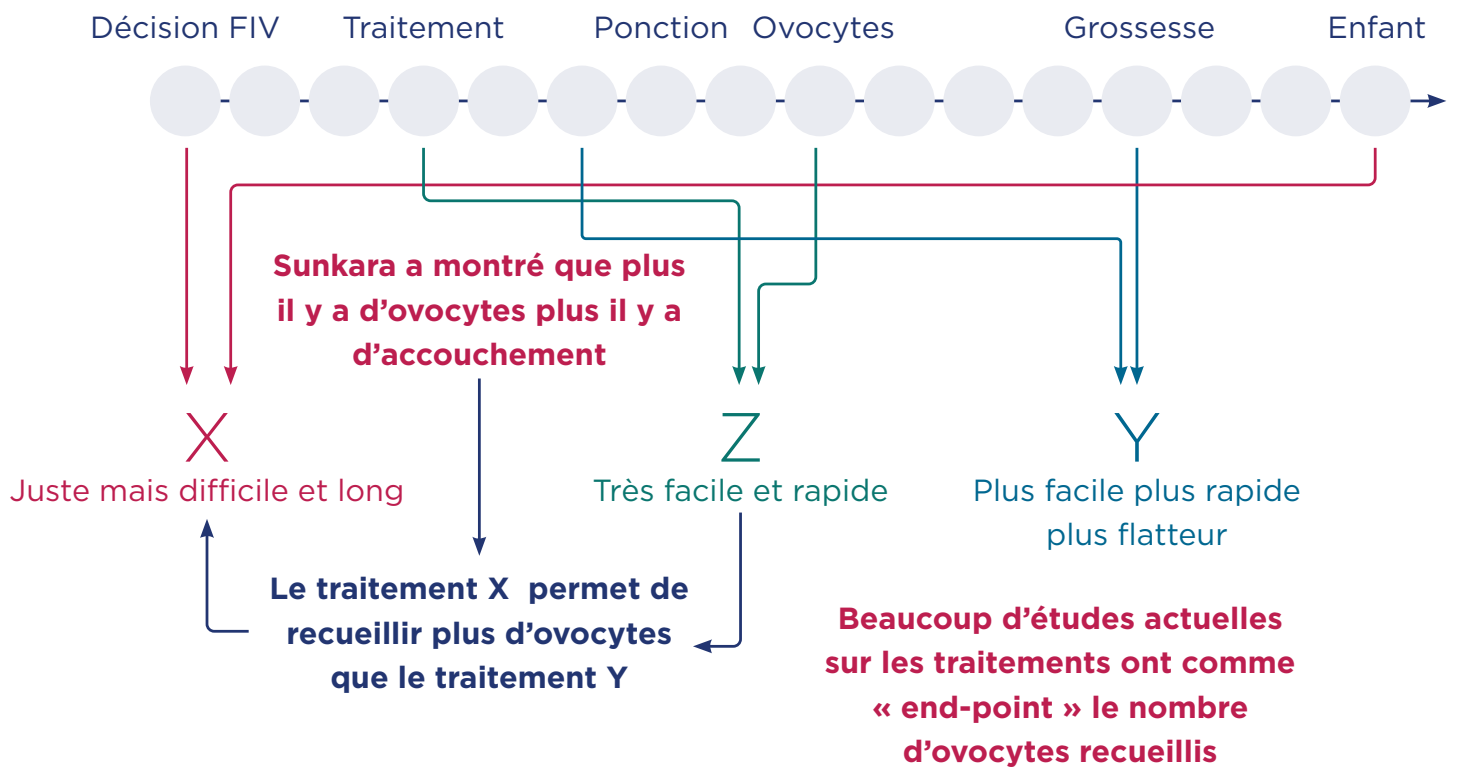 Décision FIV Traitement Ponction Ovocytes Grossesse Enfant
Sunkara a montré que plus
il y a d’ovocytes plus il y a
d’accouchement
X
Juste mais difficile et long
Z
Très facile et rapide
Y
Plus facile plus rapide
plus flatteur
Le traitement X permet de
recueillir plus d’ovocytes
que le traitement Y
Beaucoup d’études actuelles
sur les traitements ont comme
« end-point » le nombre
d’ovocytes recueillis